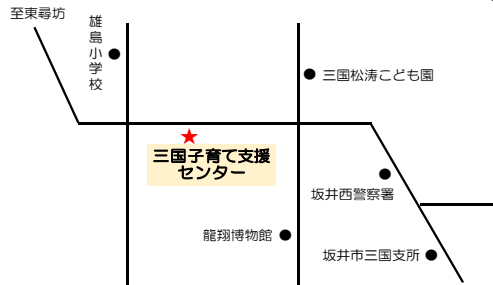 至東尋坊
雄島小学校
三国松涛こども園
三国子育て支援
センター
坂井西警察署
龍翔博物館
坂井市三国支所